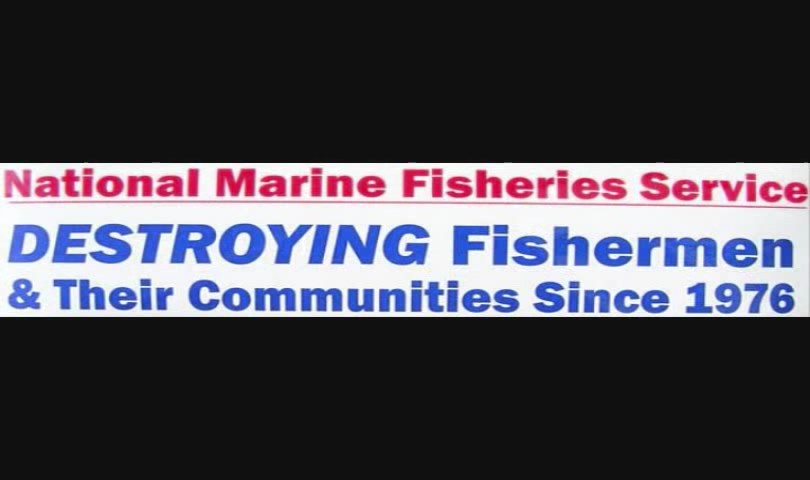 National Marine Fisheries Service
DESTROYING Fishermen
& Their Communities Since 1976